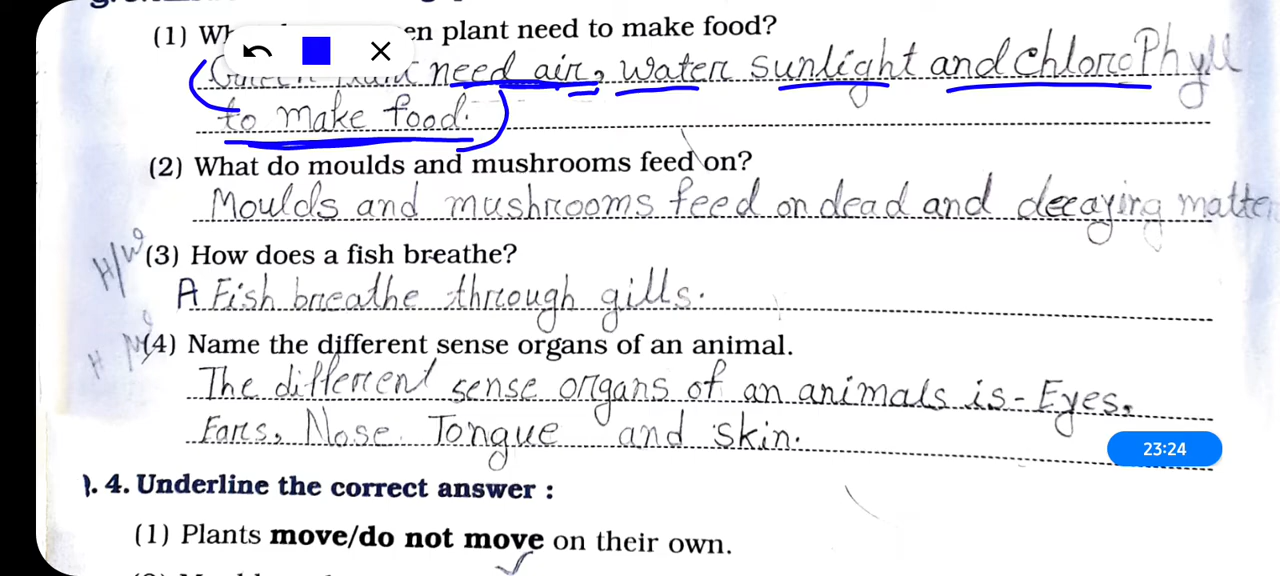 (1) Wh en plant need to make food?
Green plant need air, water sunlight and chlorophyll
to make food.
(2) What do moulds and mushrooms feed on?
Moulds and mushrooms feed on dead and decaying matte
H/W (3) How does a fish breathe?
A Fish breathe through gills.
(4) Name the different sense organs of an animal.
The different sense organs of an animals is - Eyes,
Ears, Nose. Tongue and skin.
23:24
). 4. Underline the correct answer :
(1) Plants move/do not move on their own.